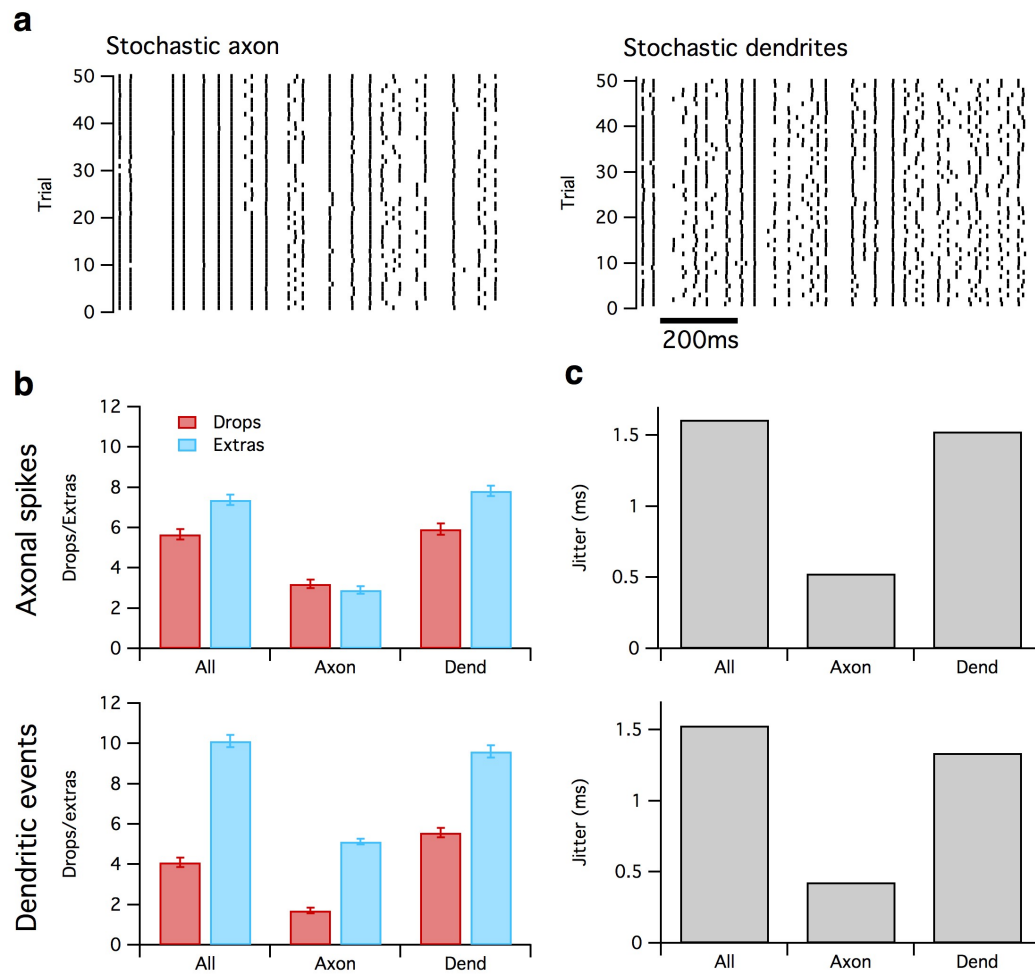 a
Stochastic axon
Stochastic dendrites
50
40
30
20
10
0
Trial
50
40
30
20
10
0
Trial
200ms
b
c
Axonal spikes
Drops/Extras
12
10
8
6
4
2
0
Drops
Extras
All Axon Dend
Jitter (ms)
1.5
1
0.5
0
All Axon Dend
Dendritic events
Drops/extras
12
10
8
6
4
2
0
All Axon Dend
Jitter (ms)
1.5
1
0.5
0
All Axon Dend